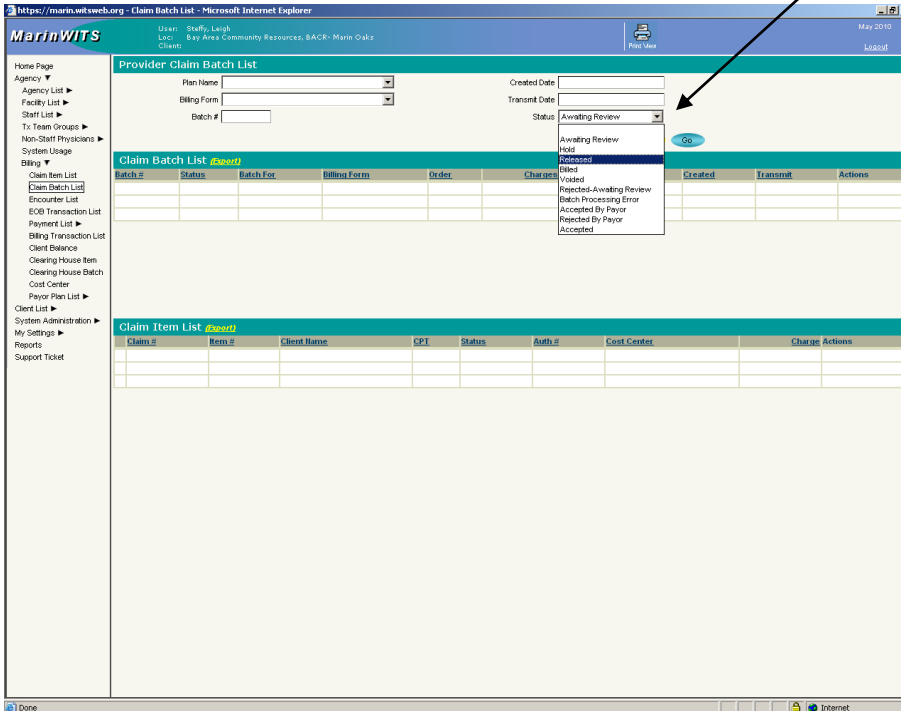 https://marin.witsweb.org - Claim Batch List - Microsoft Internet Explorer
MarinWITS
User: Steffy, Leigh
Loc: Bay Area Community Resources, BACR- Marin Oaks
Client:
Print View
May 2010
Logout
Home Page
Agency ▼
Agency List ►
Facility List ►
Staff List ►
Tx Team Groups ►
Non-Staff Physicians ►
System Usage
Billing ▼
Claim Item List
Claim Batch List
Encounter List
EOB Transaction List
Payment List ►
Billing Transaction List
Client Balance
Clearing House Item
Clearing House Batch
Cost Center
Payor Plan List ►
Client List ►
System Administration ►
My Settings ►
Reports
Support Ticket
Provider Claim Batch List
Plan Name
Created Date
Billing Form
Transmit Date
Batch #
Status Awaiting Review
Awaiting Review
Hold
Released
Billed
Voided
Rejected-Awaiting Review
Batch Processing Error
Accepted By Payor
Rejected By Payor
Accepted
Go
Claim Batch List (Export)
Batch # Status Batch For Billing Form Order Charges Created Transmit Actions
Claim Item List (Export)
Claim # Item # Client Name CPT Status Auth # Cost Center Charge Actions
Done
Internet